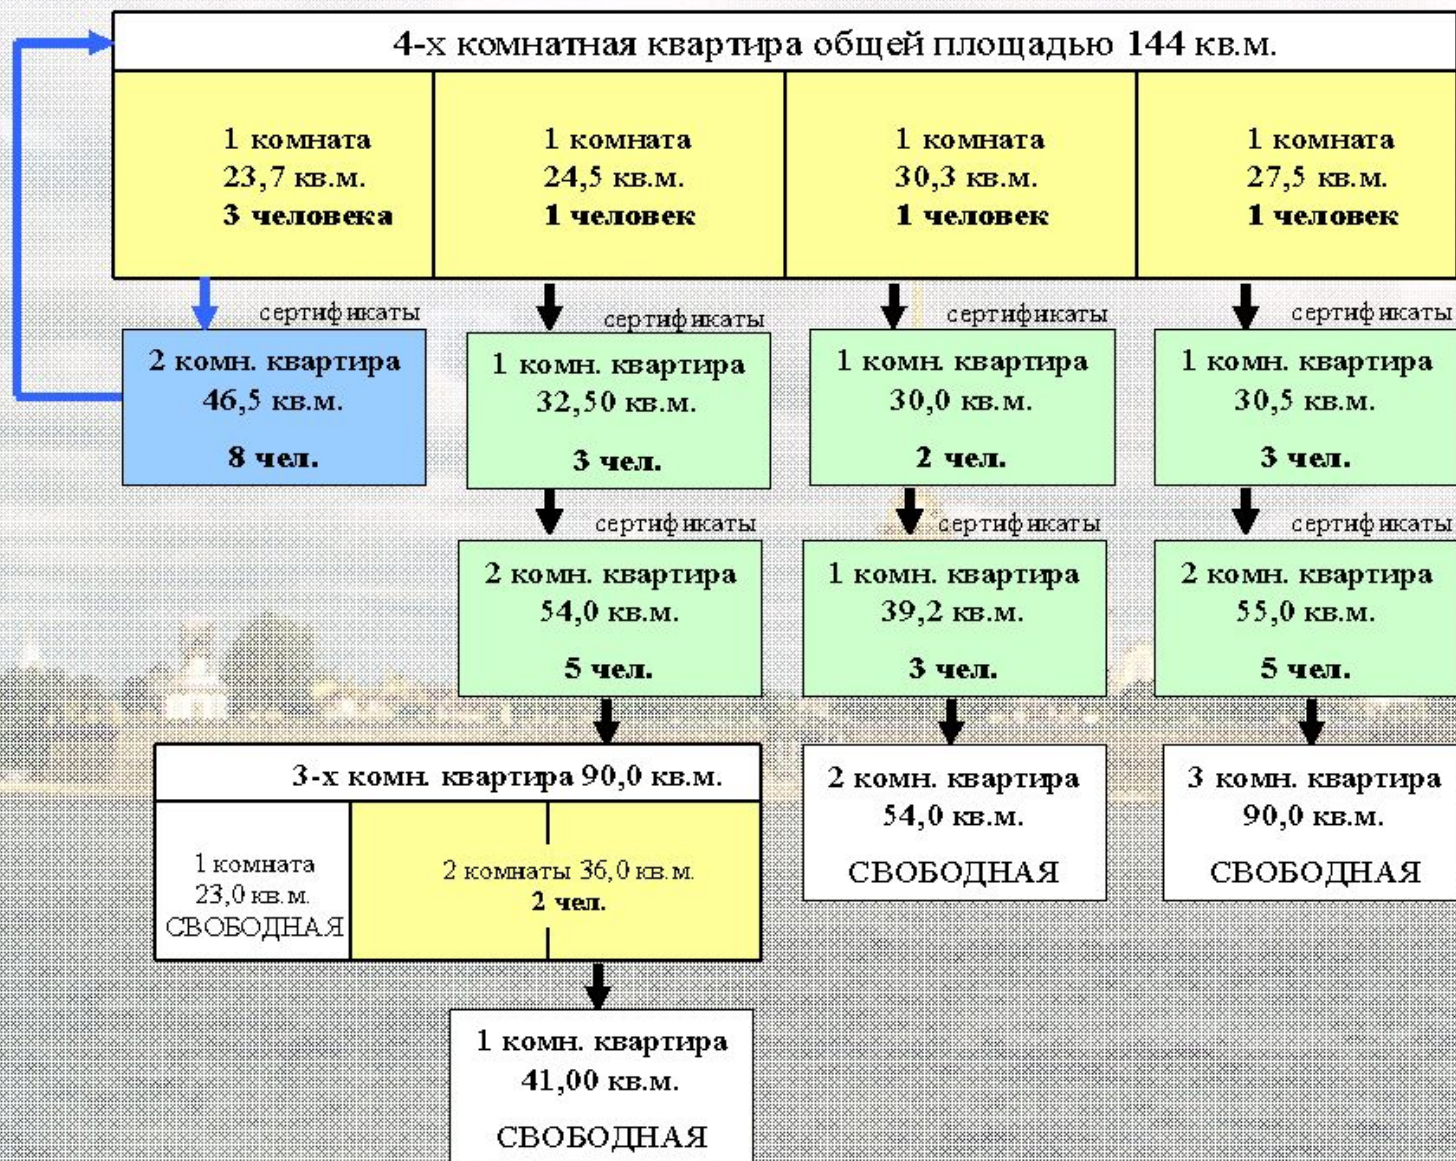 4-х комнатная квартира общей площадью 144 кв.м.
1 комната
23,7 кв.м.
3 человека
1 комната
24,5 кв.м.
1 человек
1 комната
30,3 кв.м.
1 человек
1 комната
27,5 кв.м.
1 человек
сертификаты
сертификаты
сертификаты
сертификаты
2 комн. квартира
46,5 кв.м.
8 чел.
1 комн. квартира
32,50 кв.м.
3 чел.
1 комн. квартира
30,0 кв.м.
2 чел.
1 комн. квартира
30,5 кв.м.
3 чел.
сертификаты
сертификаты
сертификаты
2 комн. квартира
54,0 кв.м.
5 чел.
1 комн. квартира
39,2 кв.м.
3 чел.
2 комн. квартира
55,0 кв.м.
5 чел.
3-х комн. квартира 90,0 кв.м.
1 комната
23,0 кв.м.
СВОБОДНАЯ
2 комнаты 36,0 кв.м.
2 чел.
2 комн. квартира
54,0 кв.м.
СВОБОДНАЯ
3 комн. квартира
90,0 кв.м.
СВОБОДНАЯ
1 комн. квартира
41,00 кв.м.
СВОБОДНАЯ